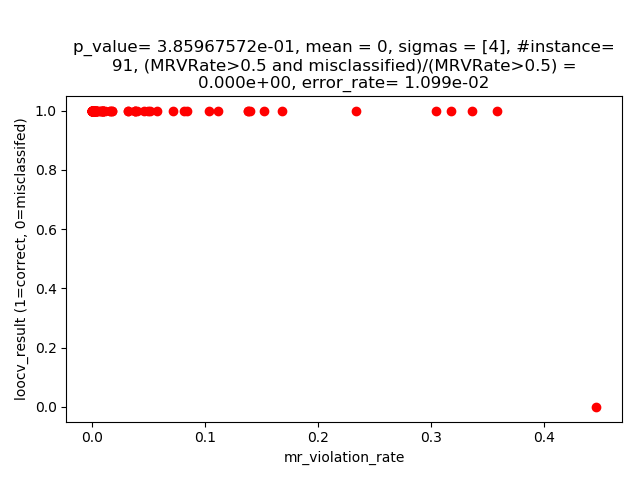 p_value= 3.85967572e-01, mean = 0, sigmas = [4], #instance=
91, (MRVRate>0.5 and misclassified)/(MRVRate>0.5) =
0.000e+00, error_rate= 1.099e-02
loocv_result (1=correct, 0=misclassifed)
1.0
0.8
0.6
0.4
0.2
0.0
0.0 0.1 0.2 0.3 0.4
mr_violation_rate